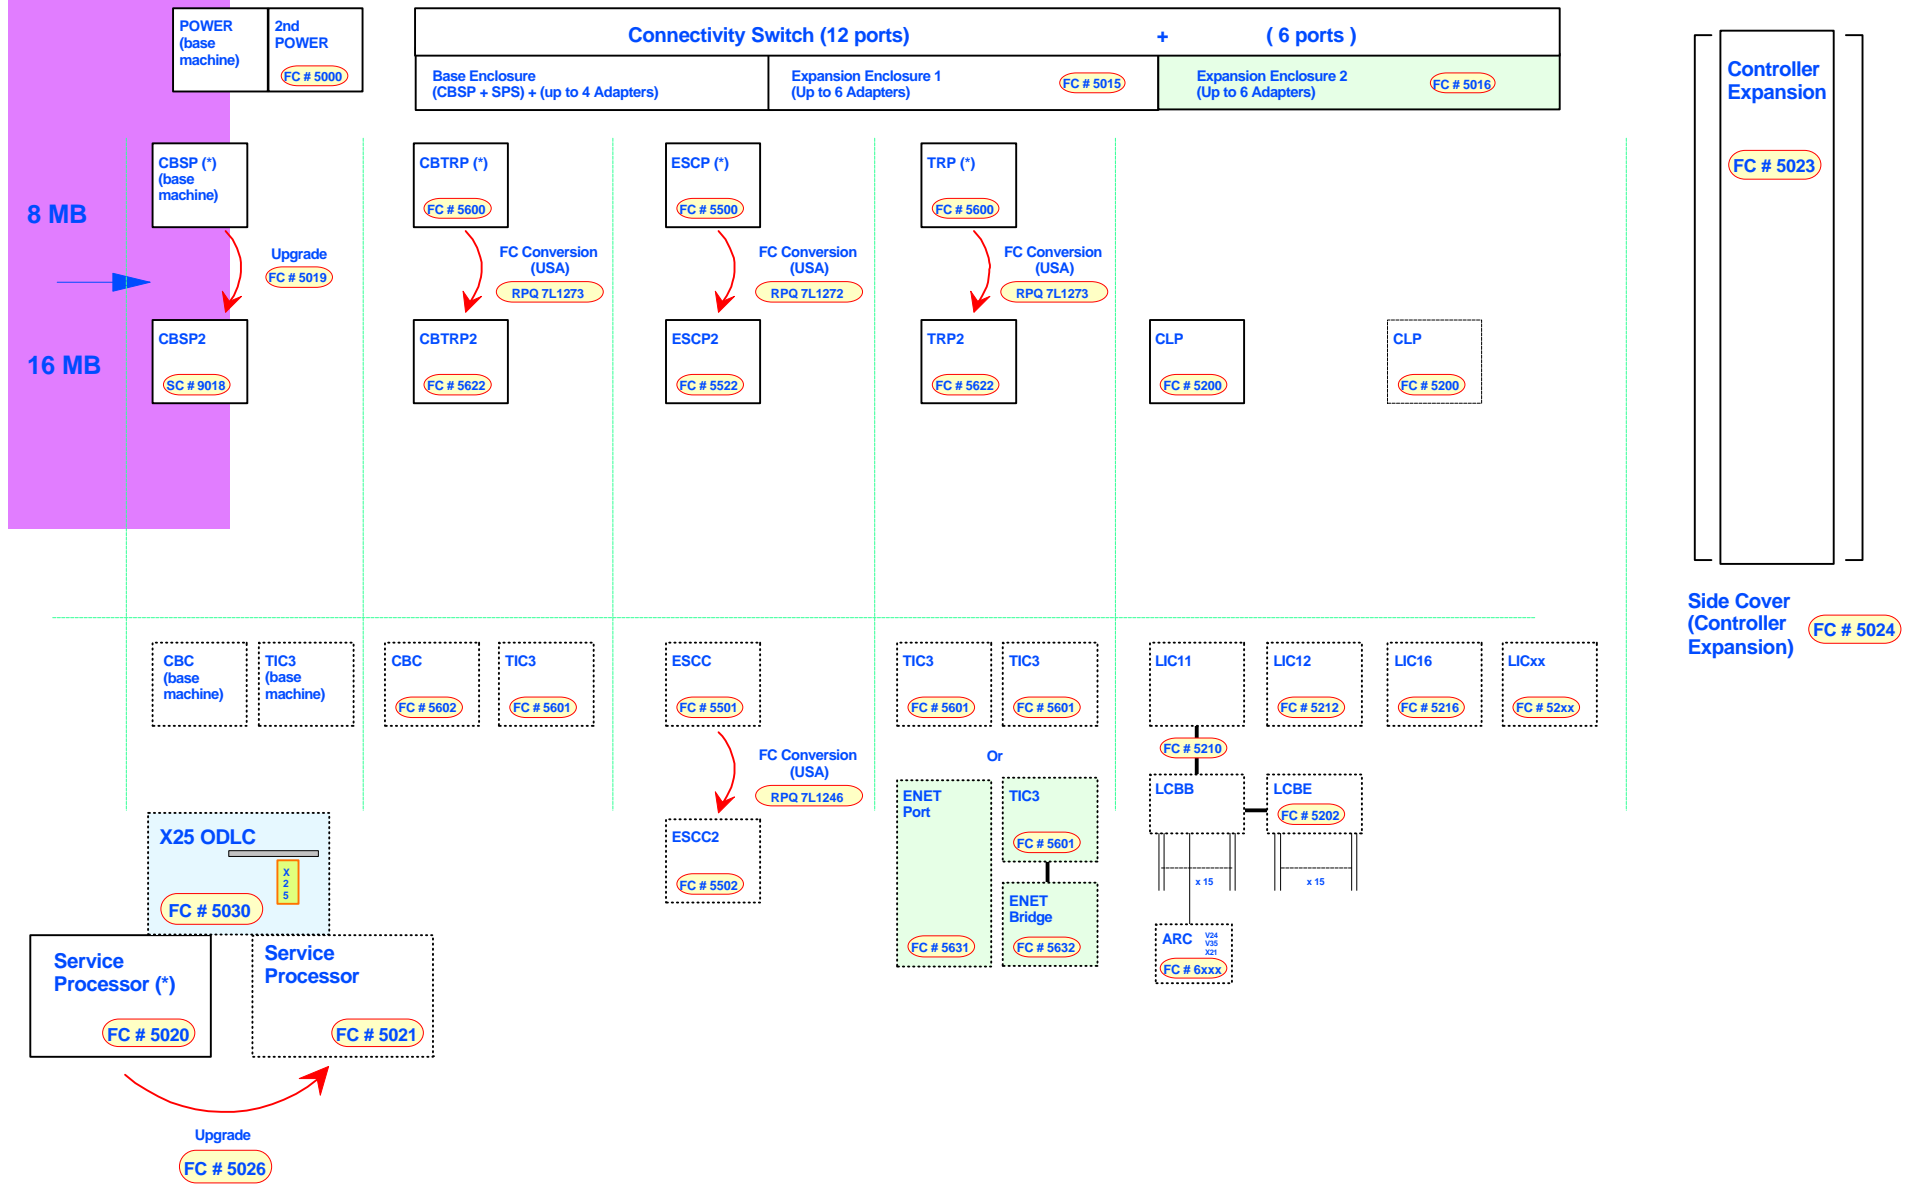 POWER
(base
machine)
2nd
POWER
FC # 5000
Connectivity Switch (12 ports) + ( 6 ports )
Base Enclosure
(CBSP + SPS) + (up to 4 Adapters)
Expansion Enclosure 1
(Up to 6 Adapters)
FC # 5015
Expansion Enclosure 2
(Up to 6 Adapters)
FC # 5016
Controller
Expansion
FC # 5023
8 MB
CBSP (*)
(base
machine)
CBTRP (*)
FC # 5600
ESCP (*)
FC # 5500
TRP (*)
FC # 5600
Upgrade
FC # 5019
FC Conversion
(USA)
RPQ 7L1273
FC Conversion
(USA)
RPQ 7L1272
FC Conversion
(USA)
RPQ 7L1273
16 MB
CBSP2
SC # 9018
CBTRP2
FC # 5622
ESCP2
FC # 5522
TRP2
FC # 5622
CLP
FC # 5200
CLP
FC # 5200
Side Cover
(Controller
Expansion)
FC # 5024
CBC
(base
machine)
TIC3
(base
machine)
CBC
FC # 5602
TIC3
FC # 5601
ESCC
FC # 5501
TIC3
FC # 5601
TIC3
FC # 5601
LIC11
LIC12
FC # 5212
LIC16
FC # 5216
LICxx
FC # 52xx
FC # 5210
FC Conversion
(USA)
RPQ 7L1246
Or
ENET
Port
FC # 5631
TIC3
FC # 5601
ENET
Bridge
FC # 5632
LCBB
LCBE
FC # 5202
x 15
x 15
ESCC2
FC # 5502
ARC
V24
V35
X21
FC # 6xxx
X25 ODLC
X
2
5
FC # 5030
Service
Processor (*)
FC # 5020
Service
Processor
FC # 5021
Upgrade
FC # 5026